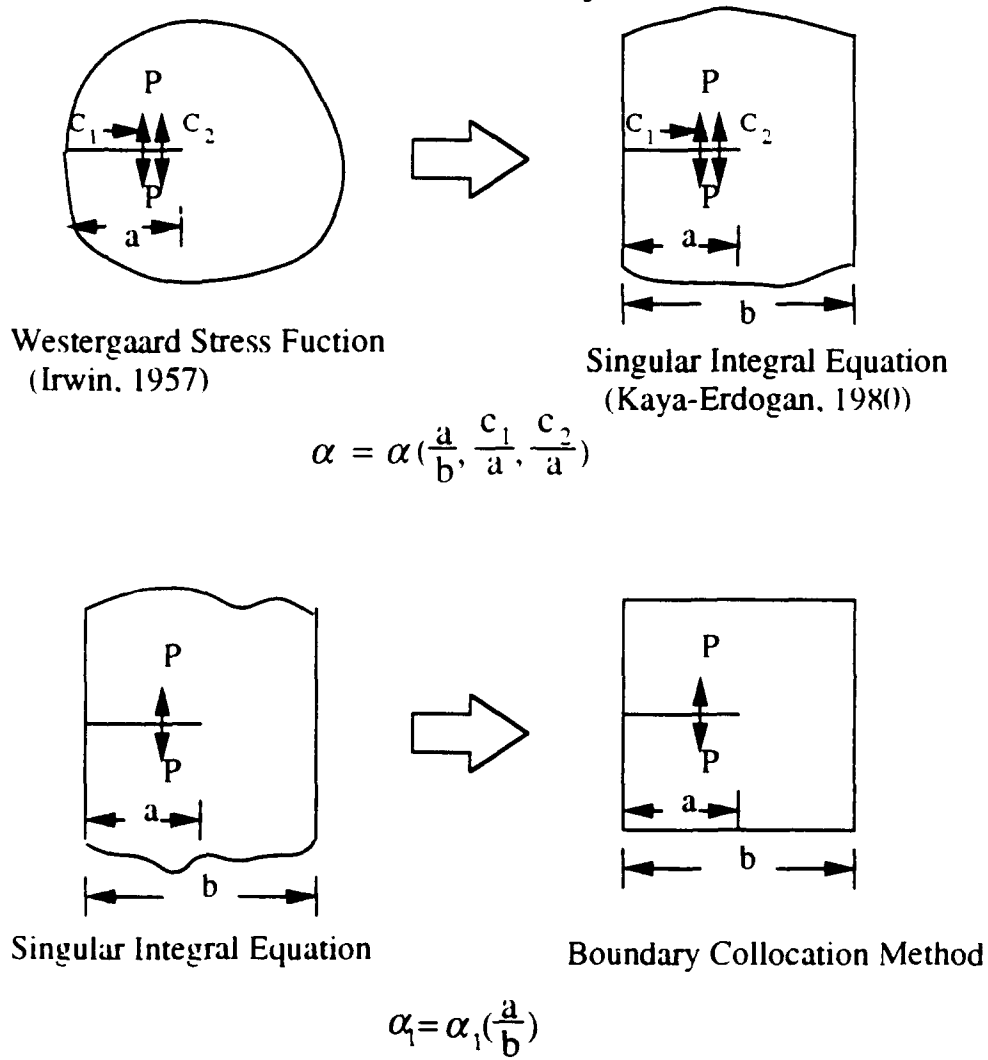 P P
C₁ C₂ C₁ C₂
P P
a a
b
Westergaard Stress Fuction
(Irwin, 1957)
Singular Integral Equation
(Kaya-Erdogan, 1980)
α = α(a/b, c₁/a, c₂/a)
P P
P P
a a
b b
Singular Integral Equation
Boundary Collocation Method
α₁=α₁(a/b)